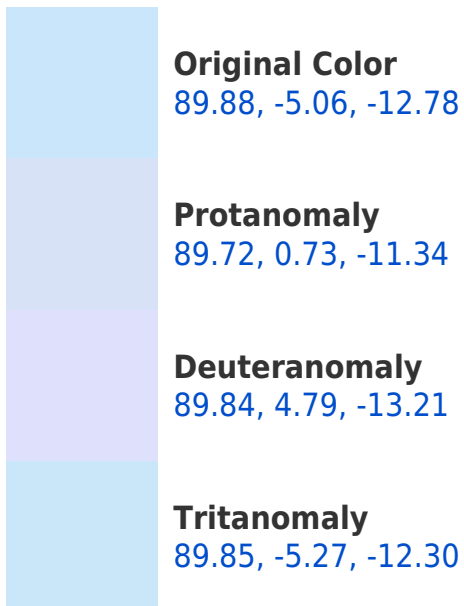 Original Color
89.88, -5.06, -12.78
Protanomaly
89.72, 0.73, -11.34
Deuteranomaly
89.84, 4.79, -13.21
Tritanomaly
89.85, -5.27, -12.30